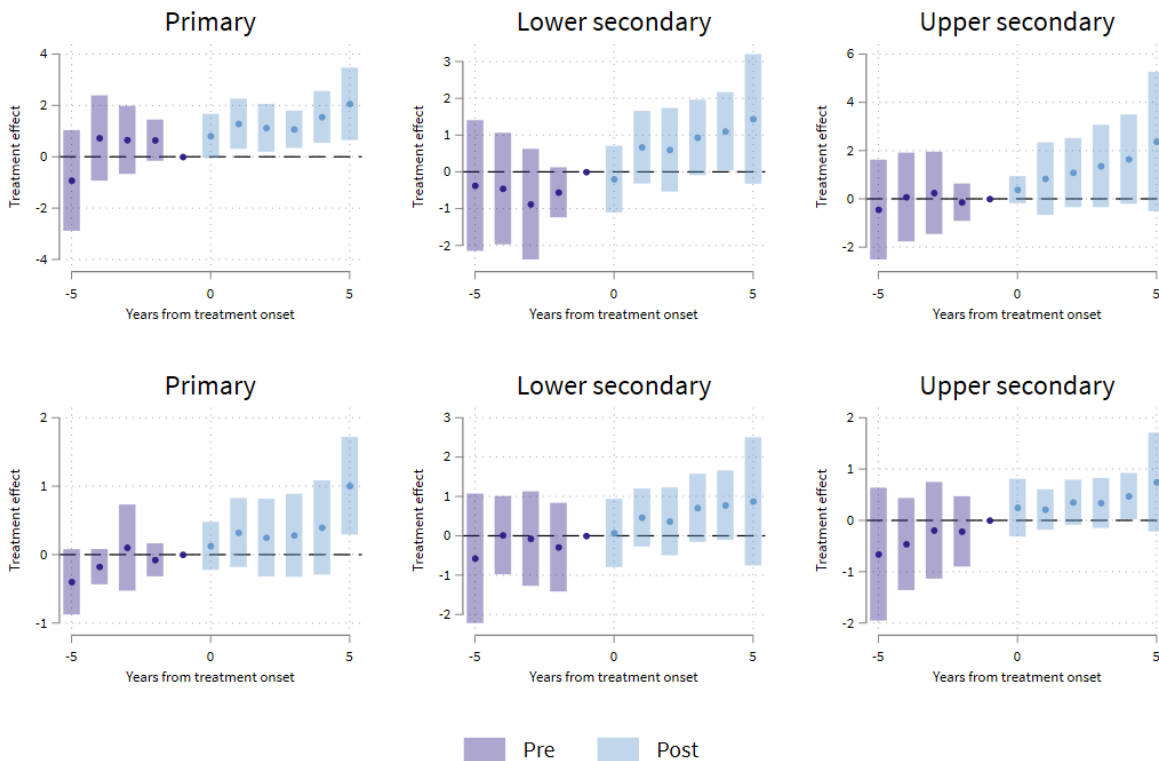 Primary
Lower secondary
Upper secondary
Treatment effect
4
2
0
-2
-4
-5
0
5
Years from treatment onset
Treatment effect
3
2
1
0
-1
-2
-5
0
5
Years from treatment onset
Treatment effect
6
4
2
0
-2
-5
0
5
Years from treatment onset
Primary
Lower secondary
Upper secondary
Treatment effect
2
1
0
-1
-5
0
5
Years from treatment onset
Treatment effect
3
2
1
0
-1
-2
-5
0
5
Years from treatment onset
Treatment effect
2
1
0
-1
-2
-5
0
5
Years from treatment onset
Pre
Post